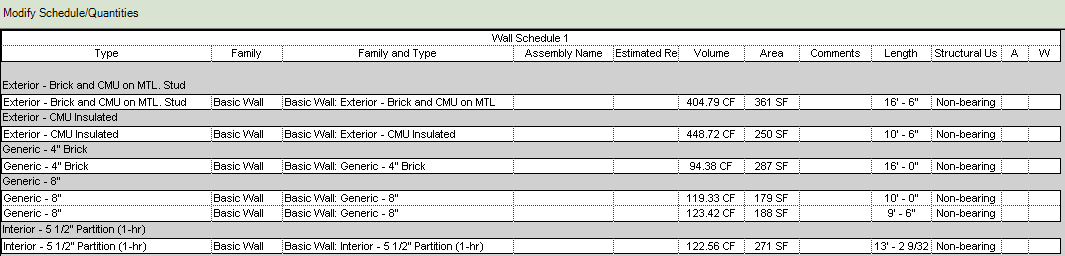 Modify Schedule/Quantities
Wall Schedule 1
Type Family Family and Type Assembly Name Estimated Re Volume Area Comments Length Structural Us A W
Exterior - Brick and CMU on MTL. Stud
Exterior - Brick and CMU on MTL. Stud Basic Wall Basic Wall: Exterior - Brick and CMU on MTL 404.79 CF 361 SF 16' - 6" Non-bearing
Exterior - CMU Insulated
Exterior - CMU Insulated Basic Wall Basic Wall: Exterior - CMU Insulated 448.72 CF 250 SF 10' - 6" Non-bearing
Generic - 4" Brick
Generic - 4" Brick Basic Wall Basic Wall: Generic - 4" Brick 94.38 CF 287 SF 16' - 0" Non-bearing
Generic - 8"
Generic - 8" Basic Wall Basic Wall: Generic - 8" 119.33 CF 179 SF 10' - 0" Non-bearing
Generic - 8" Basic Wall Basic Wall: Generic - 8" 123.42 CF 188 SF 9' - 6" Non-bearing
Interior - 5 1/2" Partition (1-hr)
Interior - 5 1/2" Partition (1-hr) Basic Wall Basic Wall: Interior - 5 1/2" Partition (1-hr) 122.56 CF 271 SF 13' - 2 9/32 Non-bearing